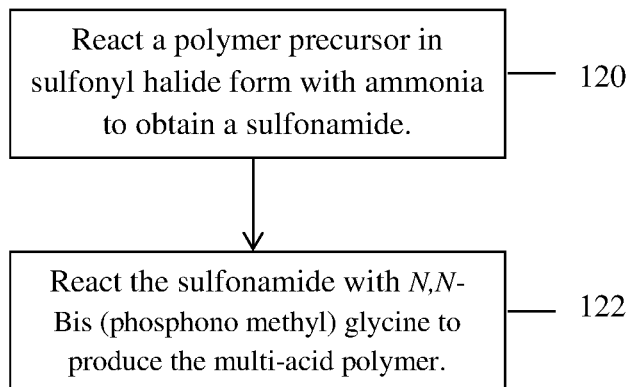 React a polymer precursor in
sulfonyl halide form with ammonia
to obtain a sulfonamide.
120
React the sulfonamide with N,N-
Bis (phosphono methyl) glycine to
produce the multi-acid polymer.
122